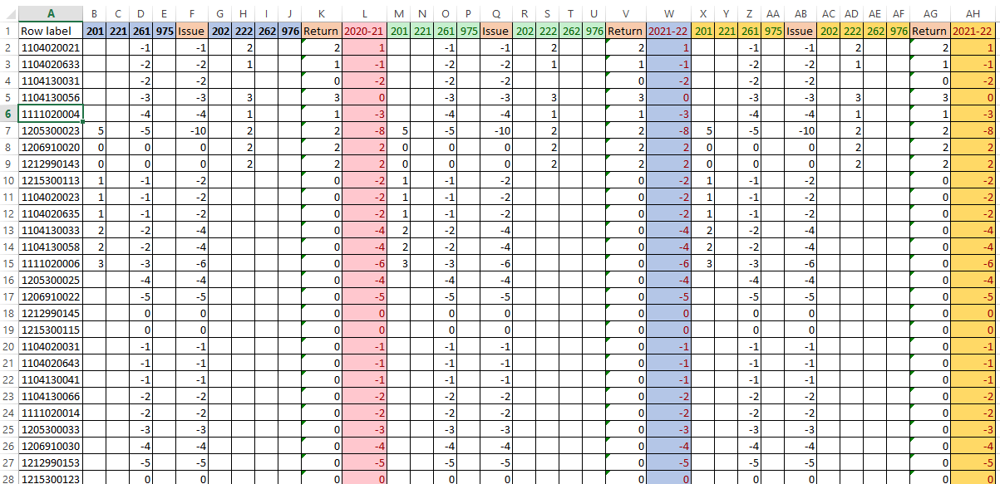 A B C D E F G H I J K L M N O P Q R S T U V W X Y Z AA AB AC AD AE AF AG AH
1 Row label 201 221 261 975 Issue 202 222 262 976 Return 2020-21 201 221 261 975 Issue 202 222 262 976 Return 2021-22 201 221 261 975 Issue 202 222 262 976 Return 2021-22
2 1104020021 -1 -1 2 2 1 -1 -1 2 2 1 -1 -1 2 2 1
3 1104020633 -2 -2 1 1 -1 -2 -2 1 1 -1 -2 -2 1 1 -1
4 1104130031 -2 -2 0 -2 -2 -2 0 -2 -2 -2 0 -2
5 1104130056 -3 -3 3 3 0 -3 -3 3 3 0 -3 -3 3 3 0
6 1111020004 -4 -4 1 1 -3 -4 -4 1 1 -3 -4 -4 1 1 -3
7 1205300023 5 -5 -10 2 2 -8 5 -5 -10 2 2 -8 5 -5 -10 2 2 -8
8 1206910020 0 0 0 2 2 2 0 0 0 2 2 2 0 0 0 2 2 2
9 1212990143 0 0 0 2 2 2 0 0 0 2 2 2 0 0 0 2 2 2
10 1215300113 1 -1 -2 0 -2 1 -1 -2 0 -2 1 -1 -2 0 -2
11 1104020023 1 -1 -2 0 -2 1 -1 -2 0 -2 1 -1 -2 0 -2
12 1104020635 1 -1 -2 0 -2 1 -1 -2 0 -2 1 -1 -2 0 -2
13 1104130033 2 -2 -4 0 -4 2 -2 -4 0 -4 2 -2 -4 0 -4
14 1104130058 2 -2 -4 0 -4 2 -2 -4 0 -4 2 -2 -4 0 -4
15 1111020006 3 -3 -6 0 -6 3 -3 -6 0 -6 3 -3 -6 0 -6
16 1205300025 -4 -4 0 -4 -4 -4 0 -4 -4 -4 0 -4
17 1206910022 -5 -5 0 -5 -5 -5 0 -5 -5 -5 0 -5
18 1212990145 0 0 0 0 0 0 0 0 0 0 0 0
19 1215300115 0 0 0 0 0 0 0 0 0 0 0 0
20 1104020031 -1 -1 0 -1 -1 -1 0 -1 -1 -1 0 -1
21 1104020643 -1 -1 0 -1 -1 -1 0 -1 -1 -1 0 -1
22 1104130041 -1 -1 0 -1 -1 -1 0 -1 -1 -1 0 -1
23 1104130066 -2 -2 0 -2 -2 -2 0 -2 -2 -2 0 -2
24 1111020014 -2 -2 0 -2 -2 -2 0 -2 -2 -2 0 -2
25 1205300033 -3 -3 0 -3 -3 -3 0 -3 -3 -3 0 -3
26 1206910030 -4 -4 0 -4 -4 -4 0 -4 -4 -4 0 -4
27 1212990153 -5 -5 0 -5 -5 -5 0 -5 -5 -5 0 -5
28 1215300123 0 0 0 0 0 0 0 0 0 0 0 0